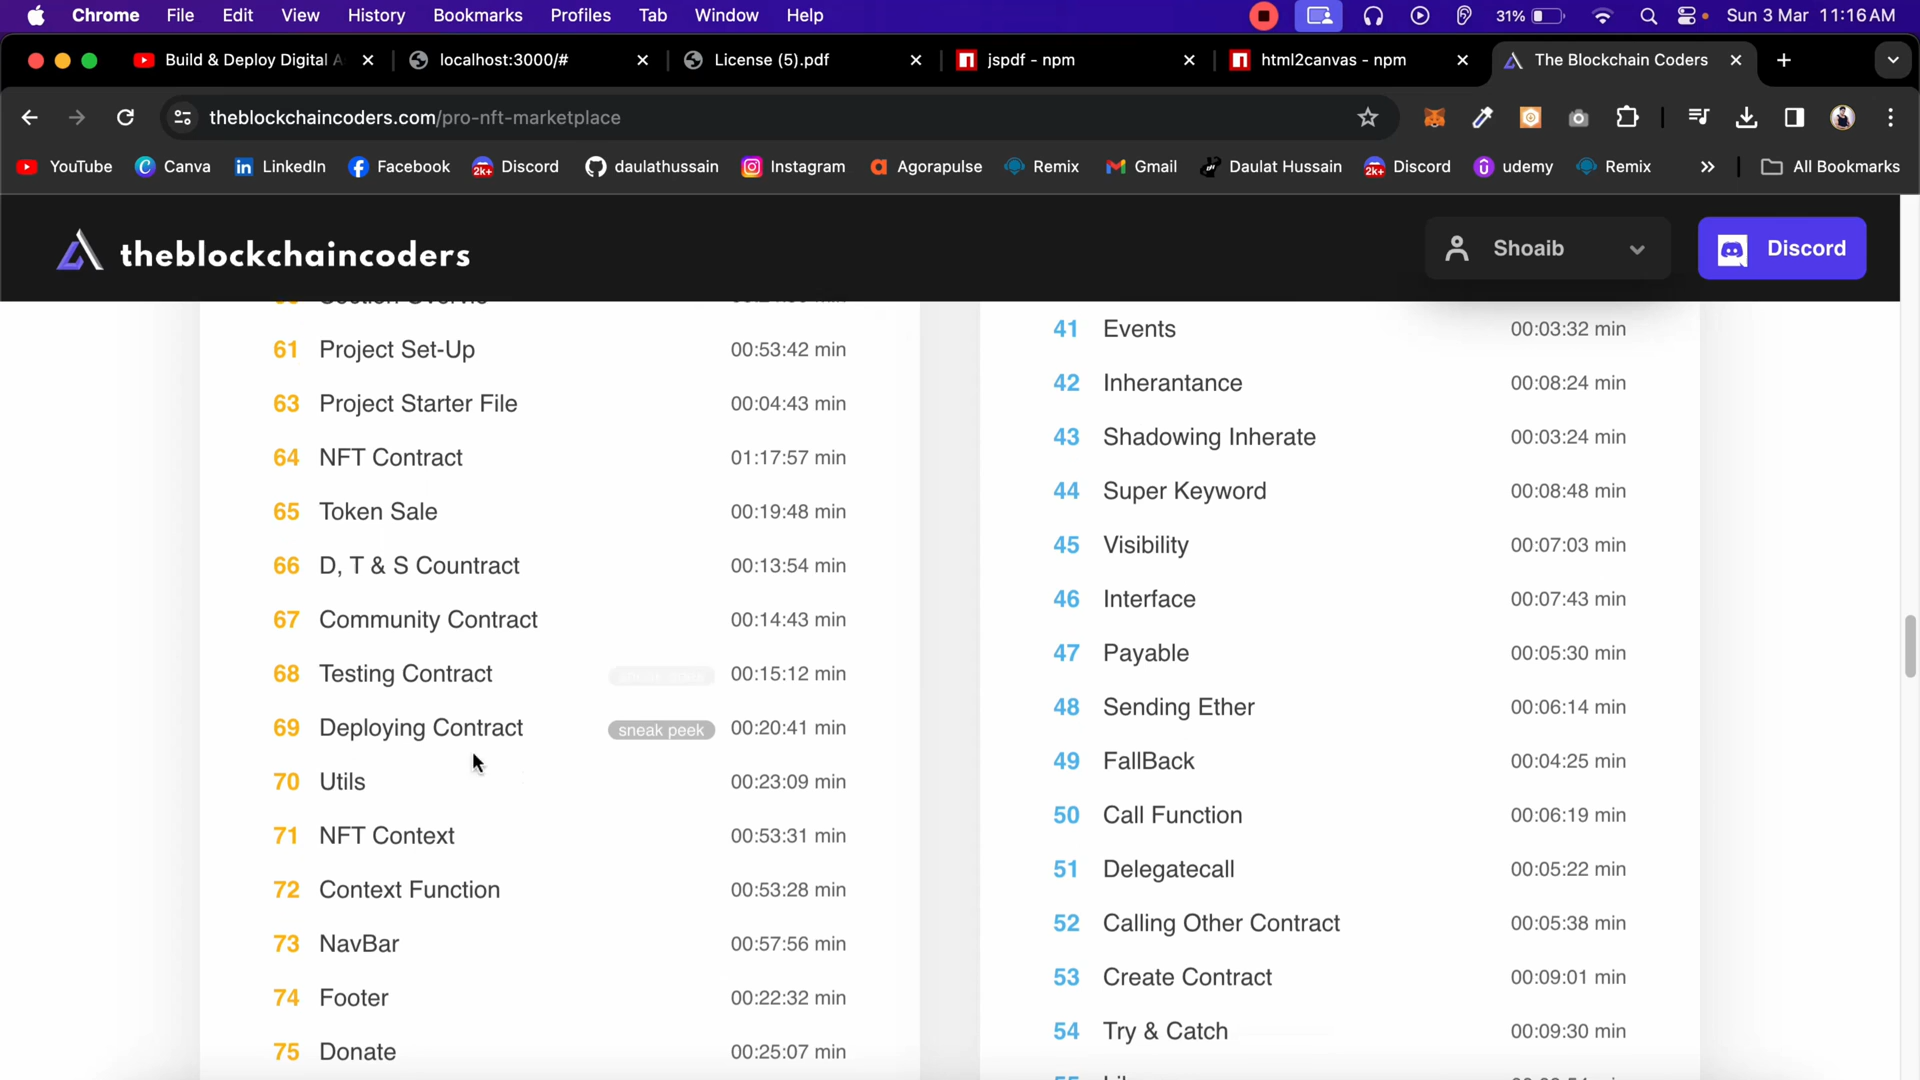 Chrome File Edit View History Bookmarks Profiles Tab Window Help 31% Sun 3 Mar 11:16 AM
Build & Deploy Digital A localhost:3000/# License (5).pdf jspdf - npm html2canvas - npm The Blockchain Coders
theblockchaincoders.com/pro-nft-marketplace
YouTube Canva LinkedIn Facebook Discord daulathussain Instagram Agorapulse Remix Gmail Daulat Hussain Discord udemy Remix All Bookmarks
theblockchaincoders Shoaib Discord
61 Project Set-Up 00:53:42 min
63 Project Starter File 00:04:43 min
64 NFT Contract 01:17:57 min
65 Token Sale 00:19:48 min
66 D, T & S Countract 00:13:54 min
67 Community Contract 00:14:43 min
68 Testing Contract sneak peek 00:15:12 min
69 Deploying Contract sneak peek 00:20:41 min
70 Utils 00:23:09 min
71 NFT Context 00:53:31 min
72 Context Function 00:53:28 min
73 NavBar 00:57:56 min
74 Footer 00:22:32 min
75 Donate 00:25:07 min
41 Events 00:03:32 min
42 Inherantance 00:08:24 min
43 Shadowing Inherate 00:03:24 min
44 Super Keyword 00:08:48 min
45 Visibility 00:07:03 min
46 Interface 00:07:43 min
47 Payable 00:05:30 min
48 Sending Ether 00:06:14 min
49 FallBack 00:04:25 min
50 Call Function 00:06:19 min
51 Delegatecall 00:05:22 min
52 Calling Other Contract 00:05:38 min
53 Create Contract 00:09:01 min
54 Try & Catch 00:09:30 min